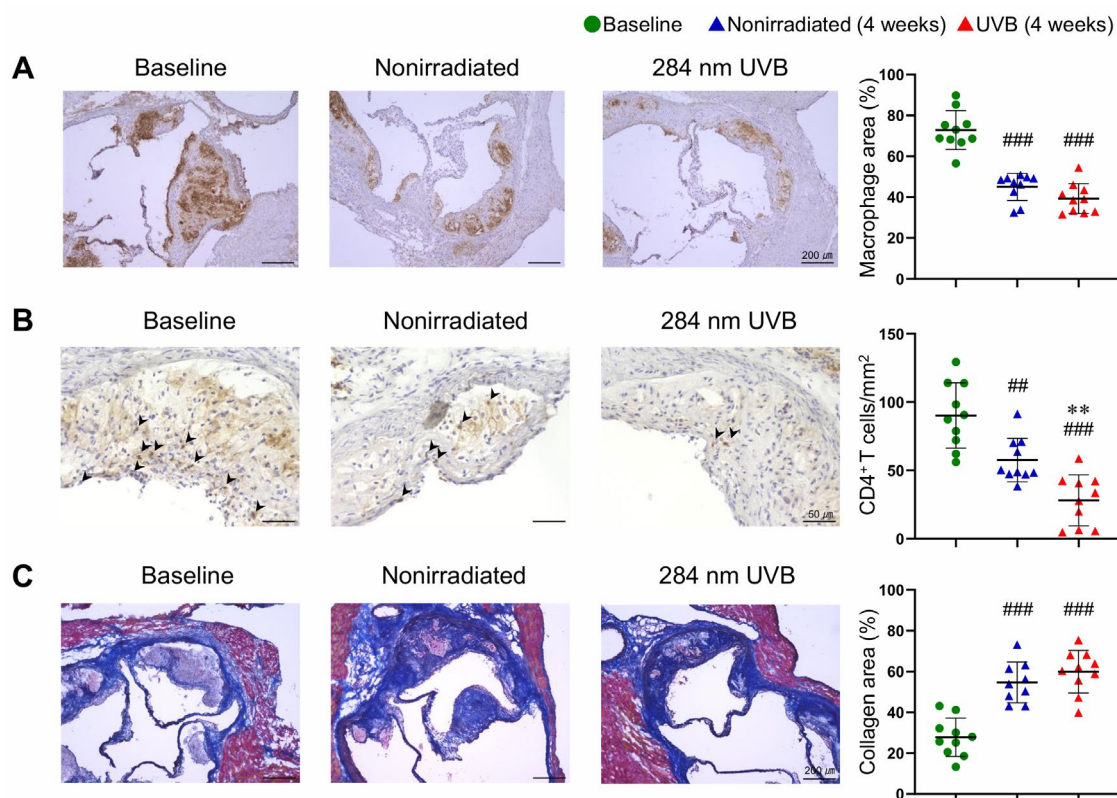 Baseline Nonirradiated (4 weeks) UVB (4 weeks)
A
Baseline Nonirradiated 284 nm UVB
200 μm
Macrophage area (%)
100
80
60
40
20
0
###
###
B
Baseline Nonirradiated 284 nm UVB
50 μm
CD4⁺ T cells/mm2
150
100
50
0
##
**
###
C
Baseline Nonirradiated 284 nm UVB
200 μm
Collagen area (%)
100
80
60
40
20
0
###
###